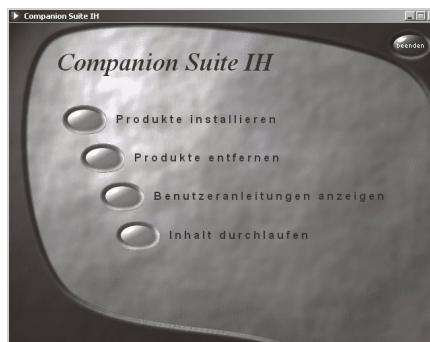 Companion Suite IH
beenden
Companion Suite IH
Produkte installieren
Produkte entfernen
Benutzeranleitungen anzeigen
Inhalt durchlaufen